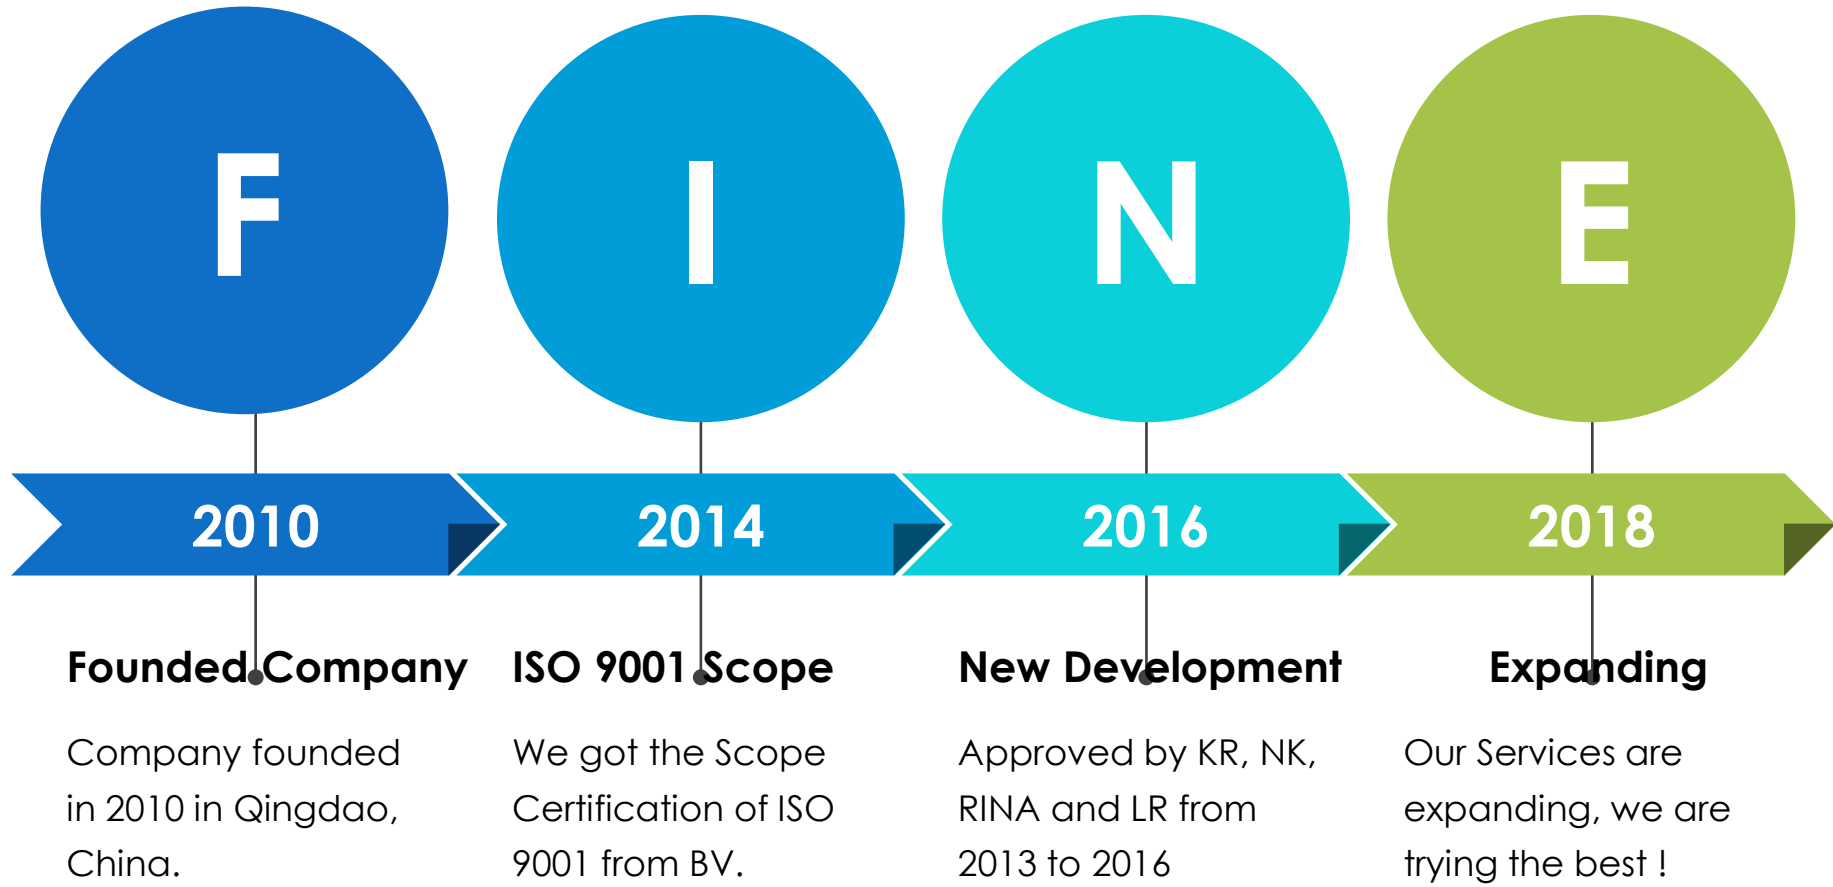 F
I
N
E
2010
2014
2016
2018
Founded Company
Company founded
in 2010 in Qingdao,
China.
ISO 9001 Scope
We got the Scope
Certification of ISO
9001 from BV.
New Development
Approved by KR, NK,
RINA and LR from
2013 to 2016
Expanding
Our Services are
expanding, we are
trying the best !